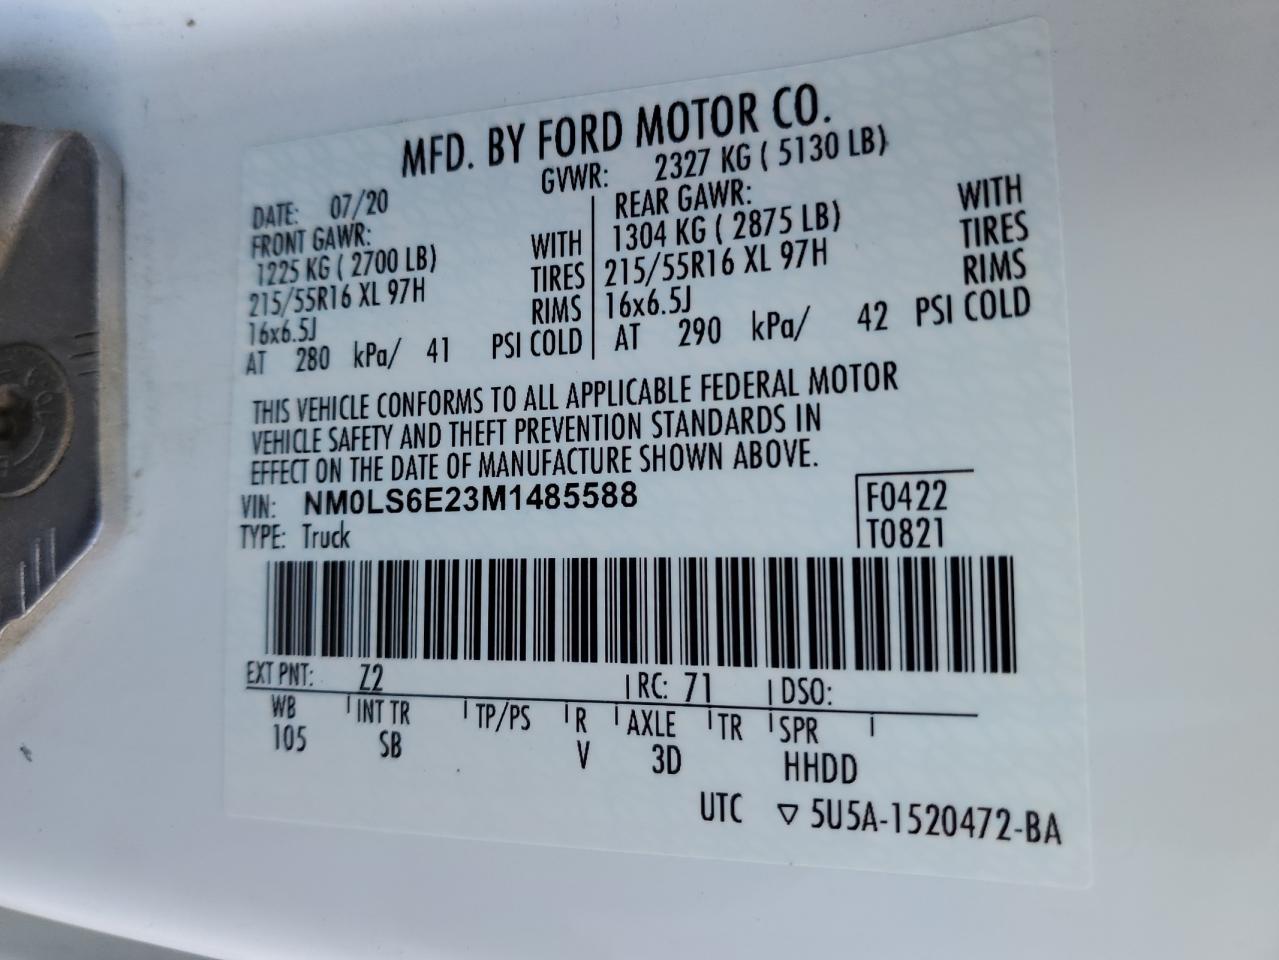 MFD. BY FORD MOTOR CO.
DATE: 07/20 GVWR: 2327 KG ( 5130 LB)
FRONT GAWR: REAR GAWR:
1225 KG ( 2700 LB) WITH 1304 KG ( 2875 LB) WITH
215/55R16 XL 97H TIRES 215/55R16 XL 97H TIRES
16x6.5J RIMS 16x6.5J RIMS
AT 280 kPa/ 41 PSI COLD AT 290 kPa/ 42 PSI COLD
THIS VEHICLE CONFORMS TO ALL APPLICABLE FEDERAL MOTOR
VEHICLE SAFETY AND THEFT PREVENTION STANDARDS IN
EFFECT ON THE DATE OF MANUFACTURE SHOWN ABOVE.
VIN: NM0LS6E23M1485588 F0422
TYPE: Truck T0821
EXT PNT: Z2 RC: 71 DSO:
WB INT TR TP/PS R AXLE TR SPR
105 SB V 3D HHDD
UTC ▽ 5U5A-1520472-BA